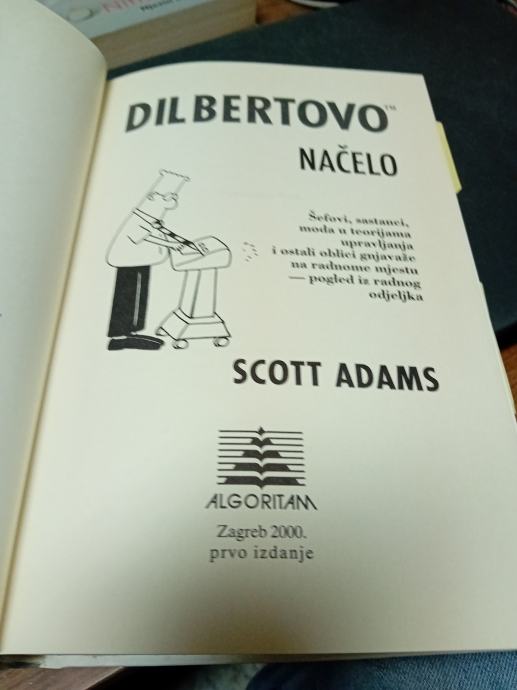 DILBERTOVO™
NAČELO
Šefovi, sastanci,
moda u teorijama
upravljanja
i ostali oblici gnjavaže
na radnome mjestu
— pogled iz radnog
odjeljka
SCOTT ADAMS
ALGORITAM
Zagreb 2000.
prvo izdanje